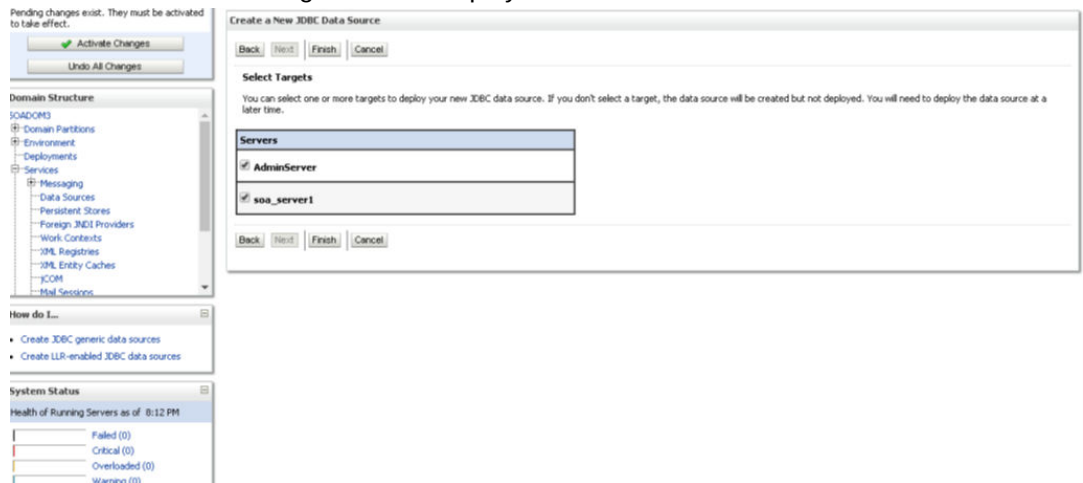 Pending changes exist. They must be activated
to take effect.
Activate Changes
Undo All Changes
Domain Structure
SOADOM3
Domain Partitions
Environment
Deployments
Services
Messaging
Data Sources
Persistent Stores
Foreign JNDI Providers
Work Contexts
XML Registries
XML Entity Caches
jCOM
Mail Sessions
How do I...
Create JDBC generic data sources
Create LLR-enabled JDBC data sources
System Status
Health of Running Servers as of 8:12 PM
Failed (0)
Critical (0)
Overloaded (0)
Warning (0)
Create a New JDBC Data Source
Back Next Finish Cancel
Select Targets
You can select one or more targets to deploy your new JDBC data source. If you don't select a target, the data source will be created but not deployed. You will need to deploy the data source at a
later time.
Servers
AdminServer
soa_server1
Back Next Finish Cancel